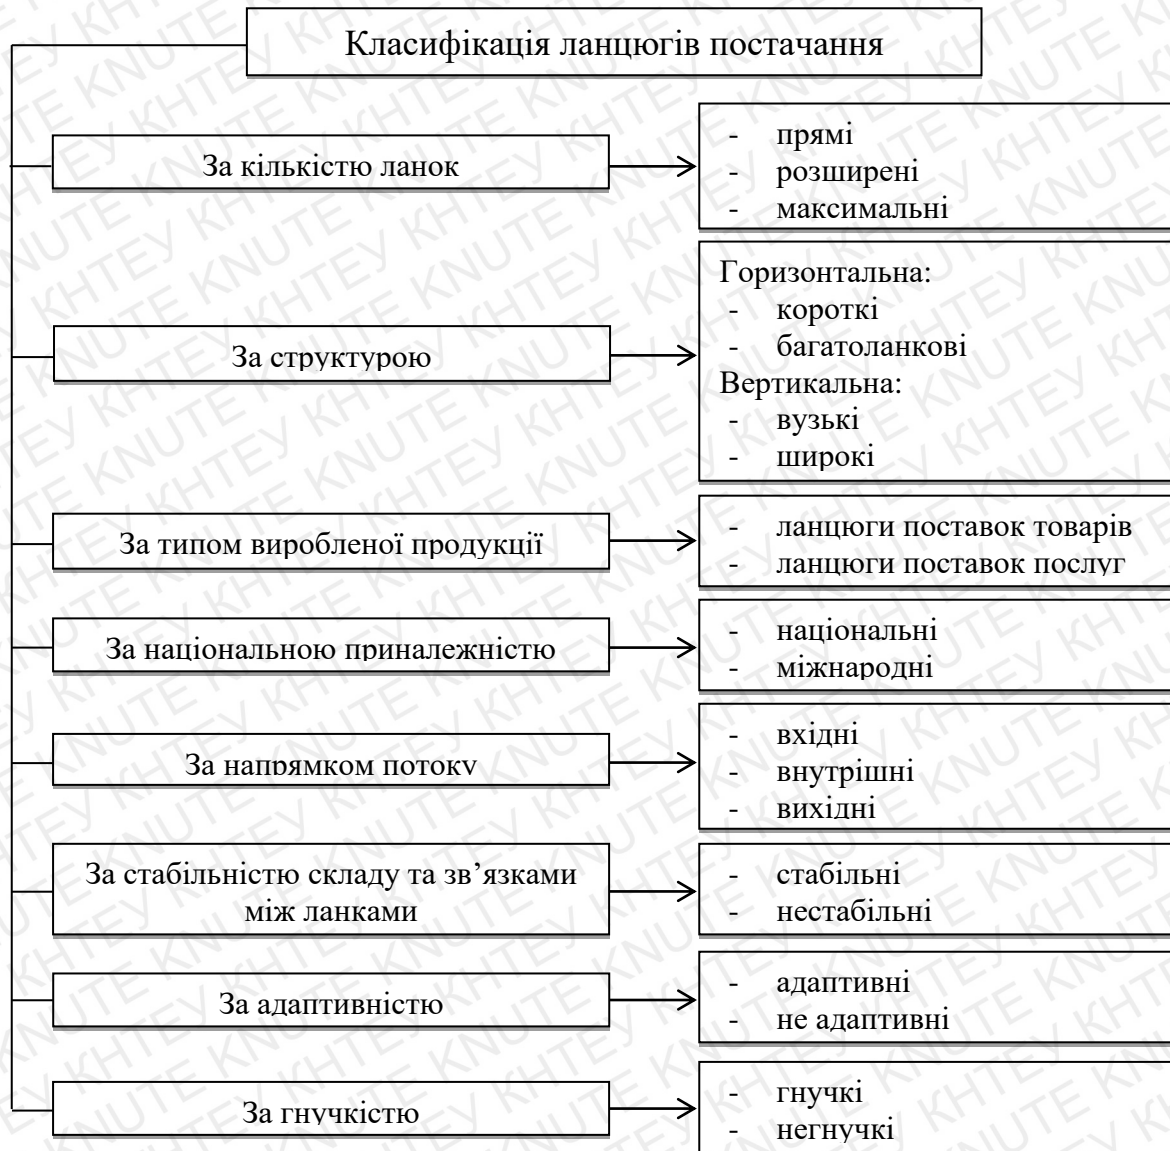 Класифікація ланцюгів постачання
За кількістю ланок
- прямі
- розширені
- максимальні
За структурою
Горизонтальна:
- короткі
- багатоланкові
Вертикальна:
- вузькі
- широкі
За типом виробленої продукції
- ланцюги поставок товарів
- ланцюги поставок послуг
За національною приналежністю
- національні
- міжнародні
За напрямком потоку
- вхідні
- внутрішні
- вихідні
За стабільністю складу та зв’язками
між ланками
- стабільні
- нестабільні
За адаптивністю
- адаптивні
- не адаптивні
За гнучкістю
- гнучкі
- негнучкі